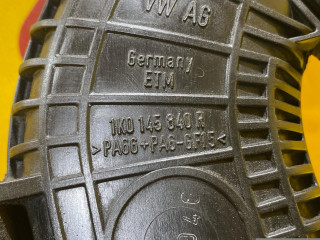 VW AG
Germany
ETM
1K0 145 840 R
>PA66+PA6-GF15<